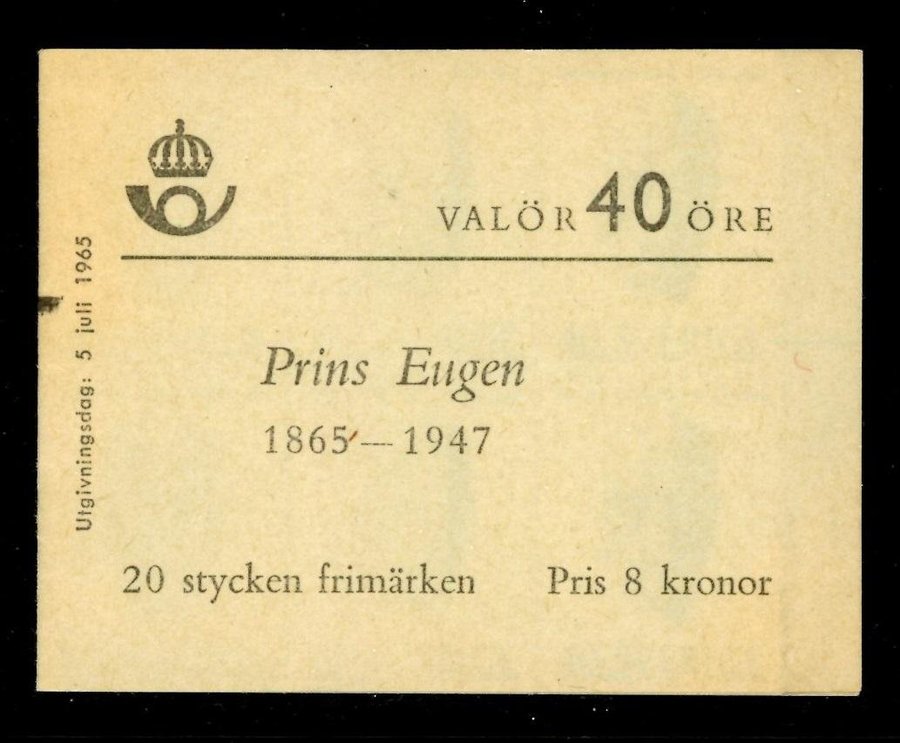 VALÖR 40 ÖRE
Utgivningsdag: 5 juli 1965
Prins Eugen
1865 — 1947
20 stycken frimärken Pris 8 kronor